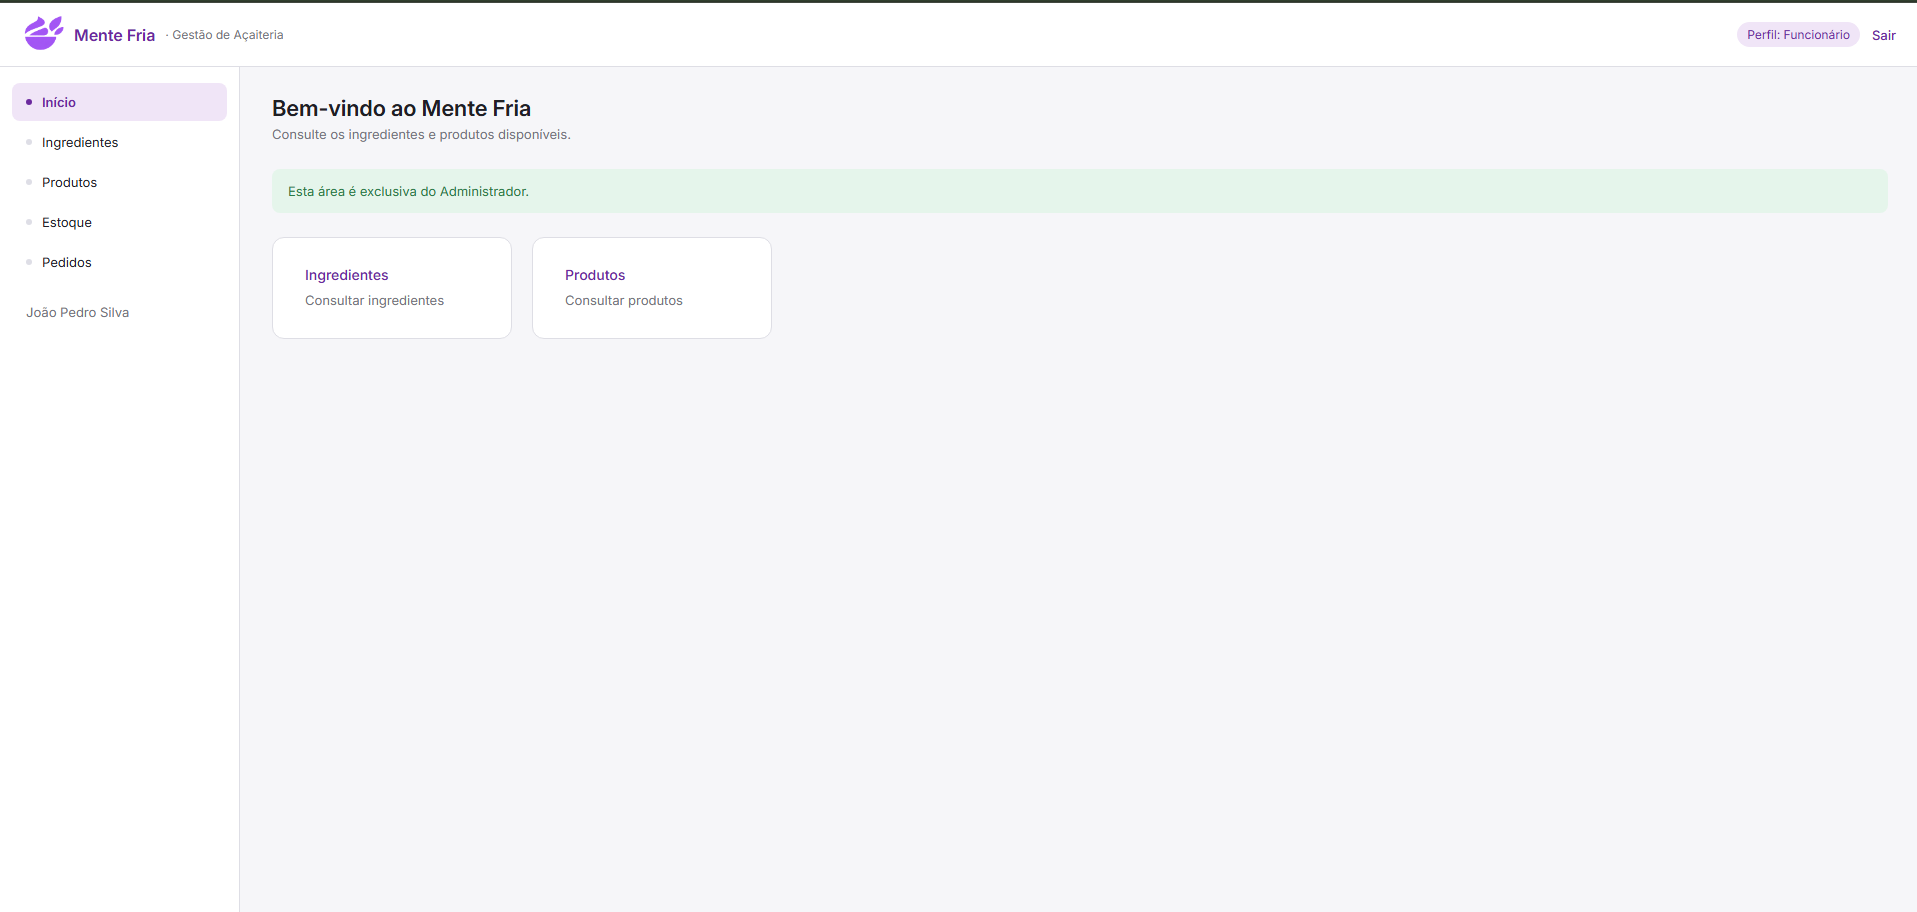 Mente Fria · Gestão de Açaiteria
Perfil: Funcionário Sair
Início
Ingredientes
Produtos
Estoque
Pedidos
João Pedro Silva
Bem-vindo ao Mente Fria
Consulte os ingredientes e produtos disponíveis.
Esta área é exclusiva do Administrador.
Ingredientes
Consultar ingredientes
Produtos
Consultar produtos